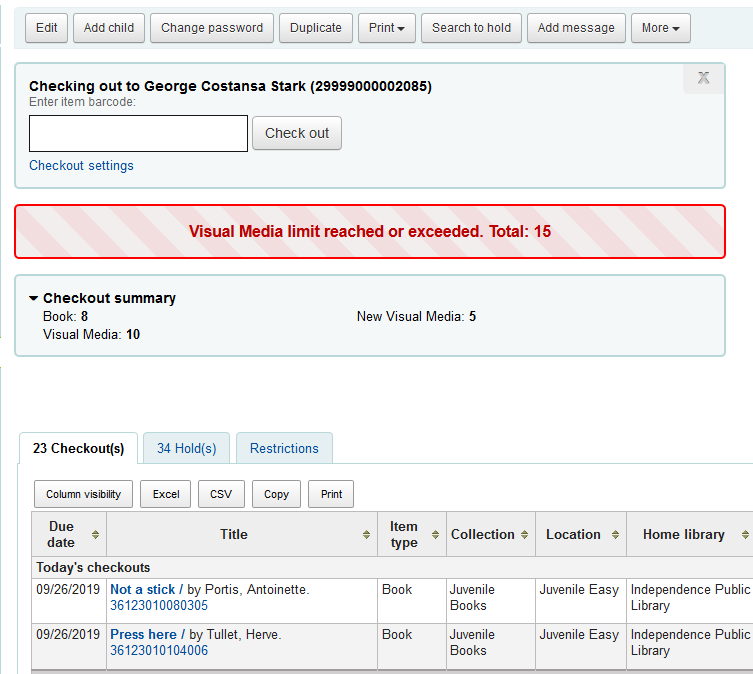 Edit Add child Change password Duplicate Print Search to hold Add message More
Checking out to George Costansa Stark (29999000002085)
X
Enter item barcode:
Check out
Checkout settings
Visual Media limit reached or exceeded. Total: 15
Checkout summary
Book: 8
New Visual Media: 5
Visual Media: 10
23 Checkout(s) 34 Hold(s) Restrictions
Column visibility Excel CSV Copy Print
Due date Title Item type Collection Location Home library
Today's checkouts
09/26/2019 Not a stick / by Portis, Antoinette. Book Juvenile Juvenile Easy Independence Public
36123010080305 Books Library
09/26/2019 Press here / by Tullet, Herve. Book Juvenile Juvenile Easy Independence Public
36123010104006 Books Library